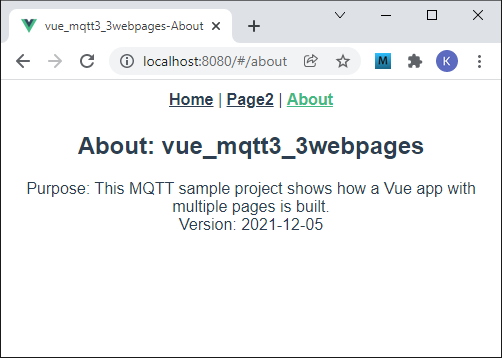 vue_mqtt3_3webpages-About
localhost:8080/#/about
M
K
Home | Page2 | About
About: vue_mqtt3_3webpages
Purpose: This MQTT sample project shows how a Vue app with
multiple pages is built.
Version: 2021-12-05